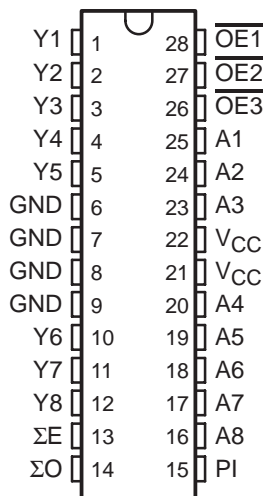 Y1 1 28 OE1
Y2 2 27 OE2
Y3 3 26 OE3
Y4 4 25 A1
Y5 5 24 A2
GND 6 23 A3
GND 7 22 VCC
GND 8 21 VCC
GND 9 20 A4
Y6 10 19 A5
Y7 11 18 A6
Y8 12 17 A7
ΣE 13 16 A8
ΣO 14 15 PI